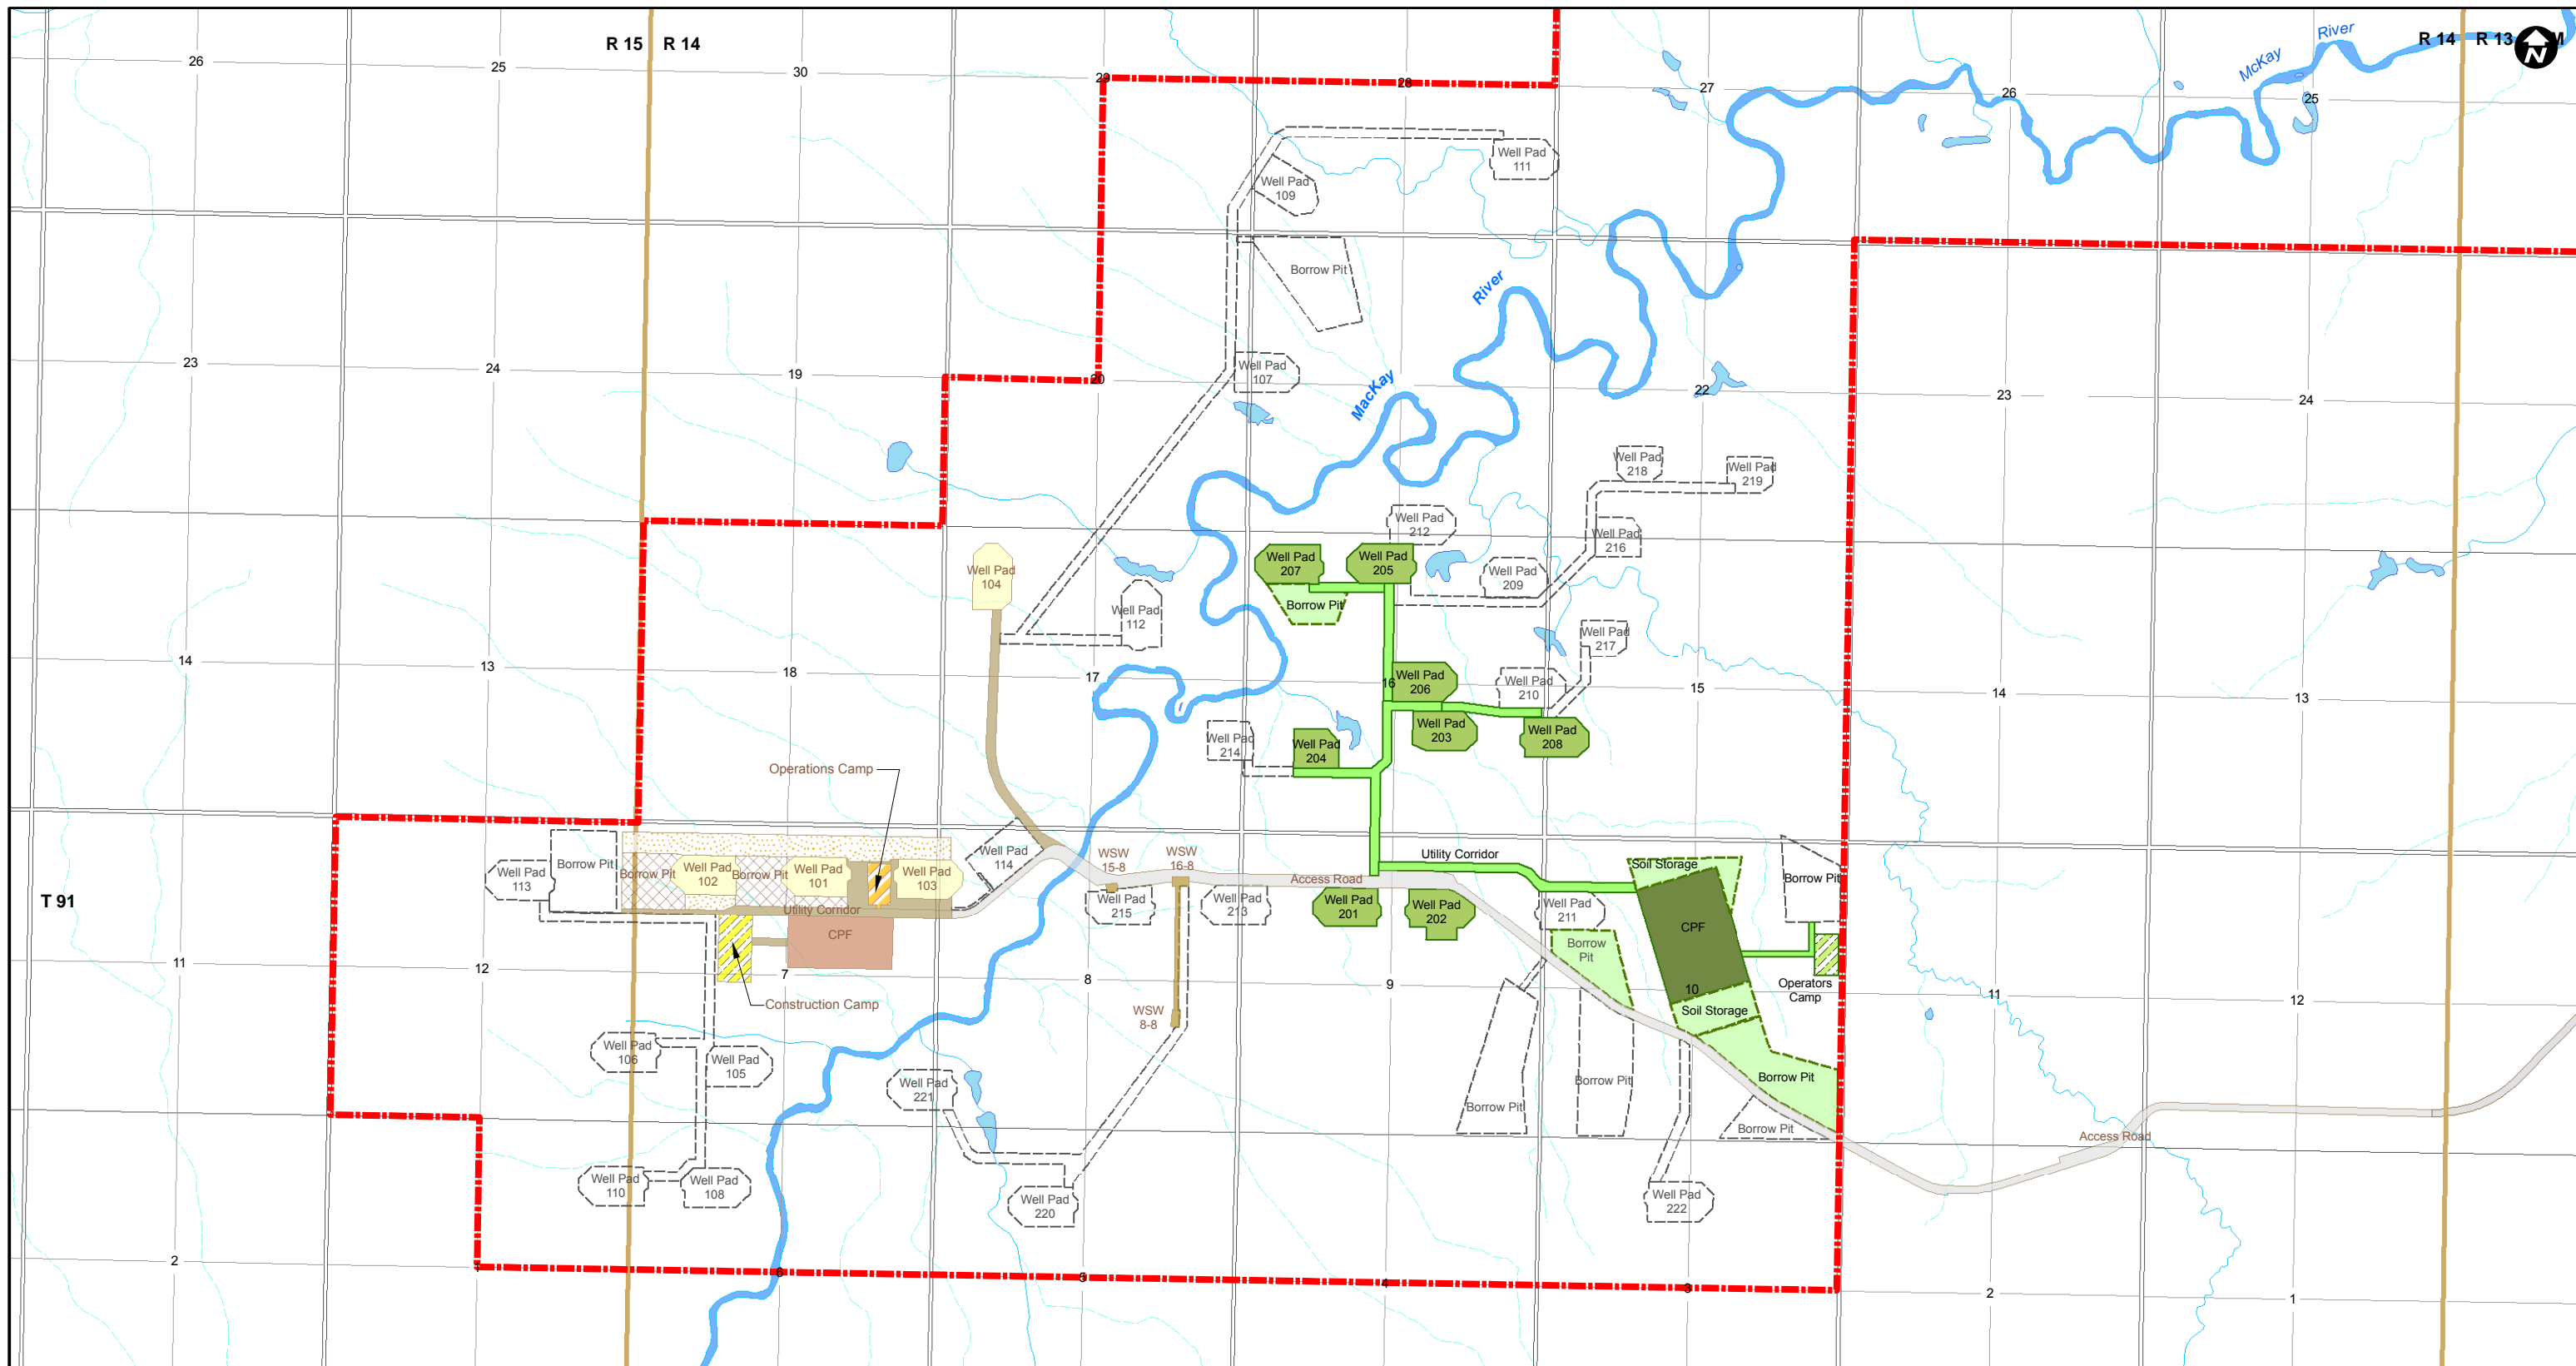 R 15
R 14
R 14
R 13
M
N
McKay
River
26
25
30
29
28
27
26
25
Well Pad
111
Well Pad
109
Borrow Pit
River
MacKay
23
24
19
20
Well Pad
107
22
23
24
Well Pad
218
Well Pad
219
Well Pad
212
Well Pad
216
Well Pad
104
Well Pad
207
Well Pad
205
Well Pad
209
Borrow Pit
Well Pad
112
Well Pad
217
14
13
18
17
16
Well Pad
206
Well Pad
210
15
14
13
Well Pad
214
Well Pad
204
Well Pad
203
Well Pad
208
Operations Camp
Well Pad
114
WSW
15-8
WSW
16-8
Utility Corridor
Soil Storage
Borrow Pit
Well Pad
113
Borrow Pit
Borrow Pit
Well Pad
102
Borrow Pit
Well Pad
101
Well Pad
103
Access Road
T 91
Utility Corridor
Well Pad
215
Well Pad
213
Well Pad
201
Well Pad
202
Well Pad
211
CPF
CPF
Borrow
Pit
11
12
7
8
9
10
Operators
Camp
11
12
Construction Camp
WSW
8-8
Soil Storage
Well Pad
106
Well Pad
105
Well Pad
221
Borrow Pit
Borrow Pit
Borrow Pit
Borrow Pit
Access Road
Well Pad
110
Well Pad
108
Well Pad
220
Well Pad
222
2
1
6
5
4
3
2
1